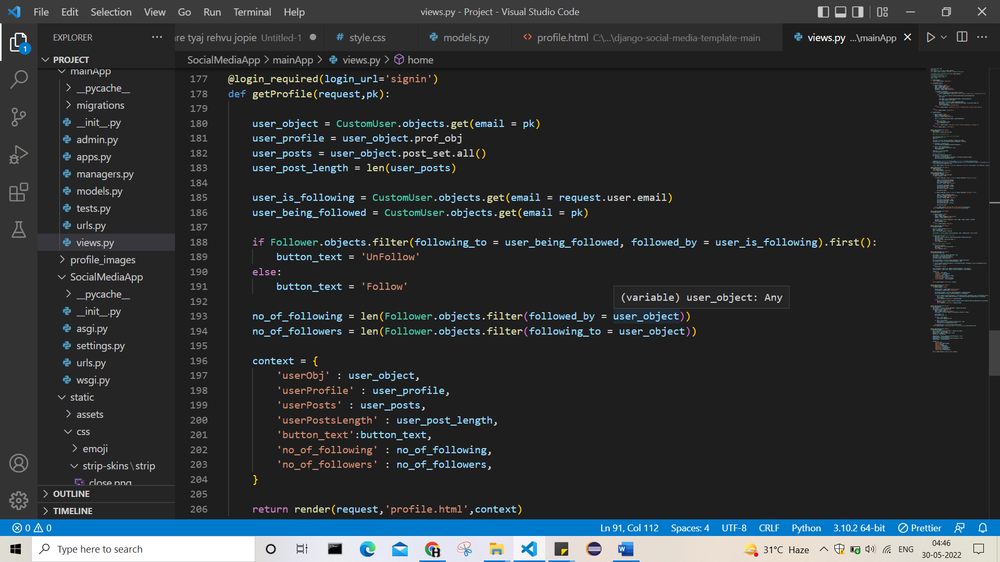 File Edit Selection View Go Run Terminal Help views.py - Project - Visual Studio Code
EXPLORER ··· re tyaj rehvu jopie Untitled-1 # style.css models.py <> profile.html C:\...\django-social-media-template-main views.py ...\mainApp
PROJECT
SocialMediaApp > mainApp > views.py > home
mainApp
__pycache__
migrations
__init__.py
admin.py
apps.py
managers.py
models.py
tests.py
urls.py
views.py
profile_images
SocialMediaApp
__pycache__
__init__.py
asgi.py
settings.py
urls.py
wsgi.py
static
assets
css
emoji
strip-skins\strip
close.png
OUTLINE
TIMELINE
177 @login_required(login_url='signin')
178 def getProfile(request,pk):
179
180 user_object = CustomUser.objects.get(email = pk)
181 user_profile = user_object.prof_obj
182 user_posts = user_object.post_set.all()
183 user_post_length = len(user_posts)
184
185 user_is_following = CustomUser.objects.get(email = request.user.email)
186 user_being_followed = CustomUser.objects.get(email = pk)
187
188 if Follower.objects.filter(following_to = user_being_followed, followed_by = user_is_following).first():
189 button_text = 'UnFollow'
190 else:
191 button_text = 'Follow'
(variable) user_object: Any
192
193 no_of_following = len(Follower.objects.filter(followed_by = user_object))
194 no_of_followers = len(Follower.objects.filter(following_to = user_object))
195
196 context = {
197 'userObj' : user_object,
198 'userProfile' : user_profile,
199 'userPosts' : user_posts,
200 'userPostsLength' : user_post_length,
201 'button_text':button_text,
202 'no_of_following' : no_of_following,
203 'no_of_followers' : no_of_followers,
204 }
205
206 return render(request,'profile.html',context)
1
0 0 Ln 91, Col 112 Spaces: 4 UTF-8 CRLF Python 3.10.2 64-bit Prettier
Type here to search 31°C Haze ENG 04:46
30-05-2022